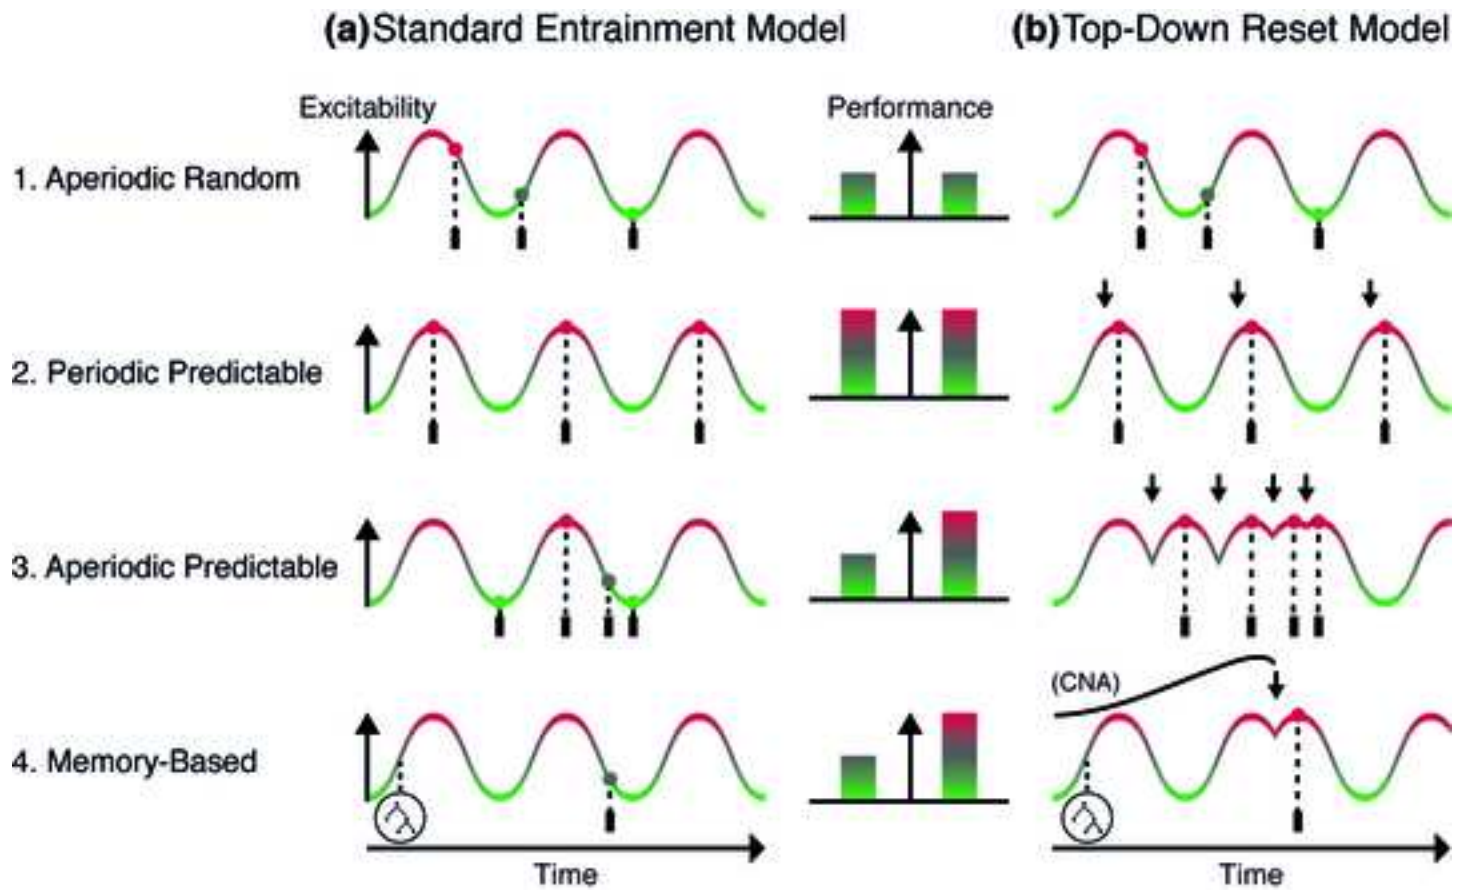 (a) Standard Entrainment Model
(b) Top-Down Reset Model
Excitability
Performance
1. Aperiodic Random
2. Periodic Predictable
3. Aperiodic Predictable
(CNA)
4. Memory-Based
Time
Time